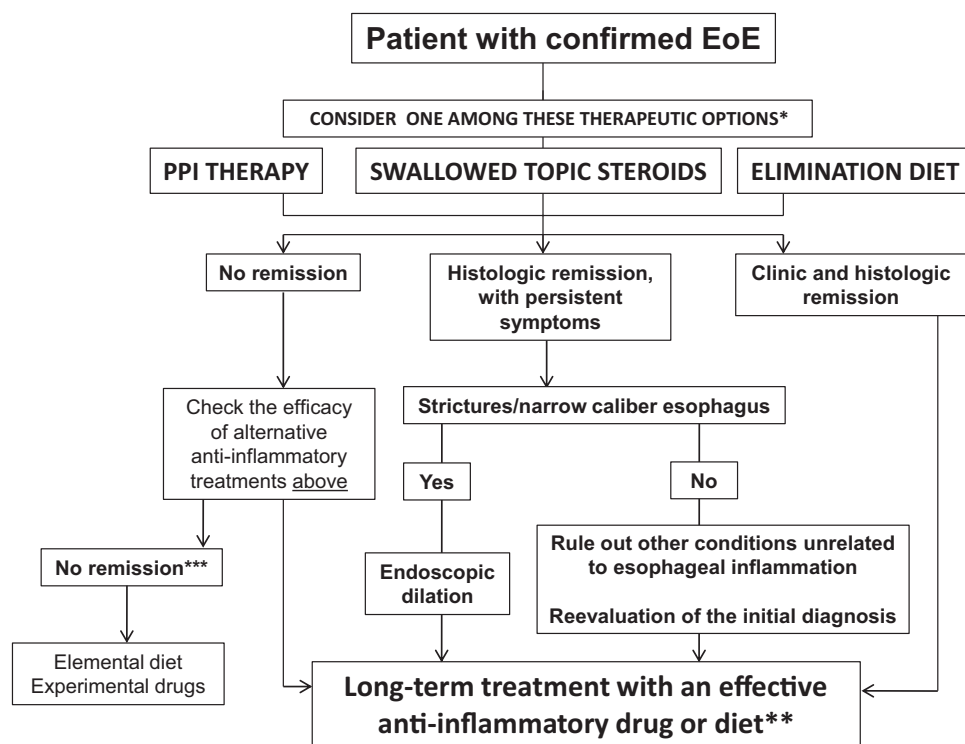 Patient with confirmed EoE
CONSIDER ONE AMONG THESE THERAPEUTIC OPTIONS*
PPI THERAPY
SWALLOWED TOPIC STEROIDS
ELIMINATION DIET
No remission
Histologic remission,
with persistent
symptoms
Clinic and histologic
remission
Check the efficacy
of alternative
anti-inflammatory
treatments above
Strictures/narrow caliber esophagus
Yes
No
No remission***
Endoscopic
dilation
Rule out other conditions unrelated
to esophageal inflammation
Reevaluation of the initial diagnosis
Elemental diet
Experimental drugs
Long-term treatment with an effective
anti-inflammatory drug or diet**